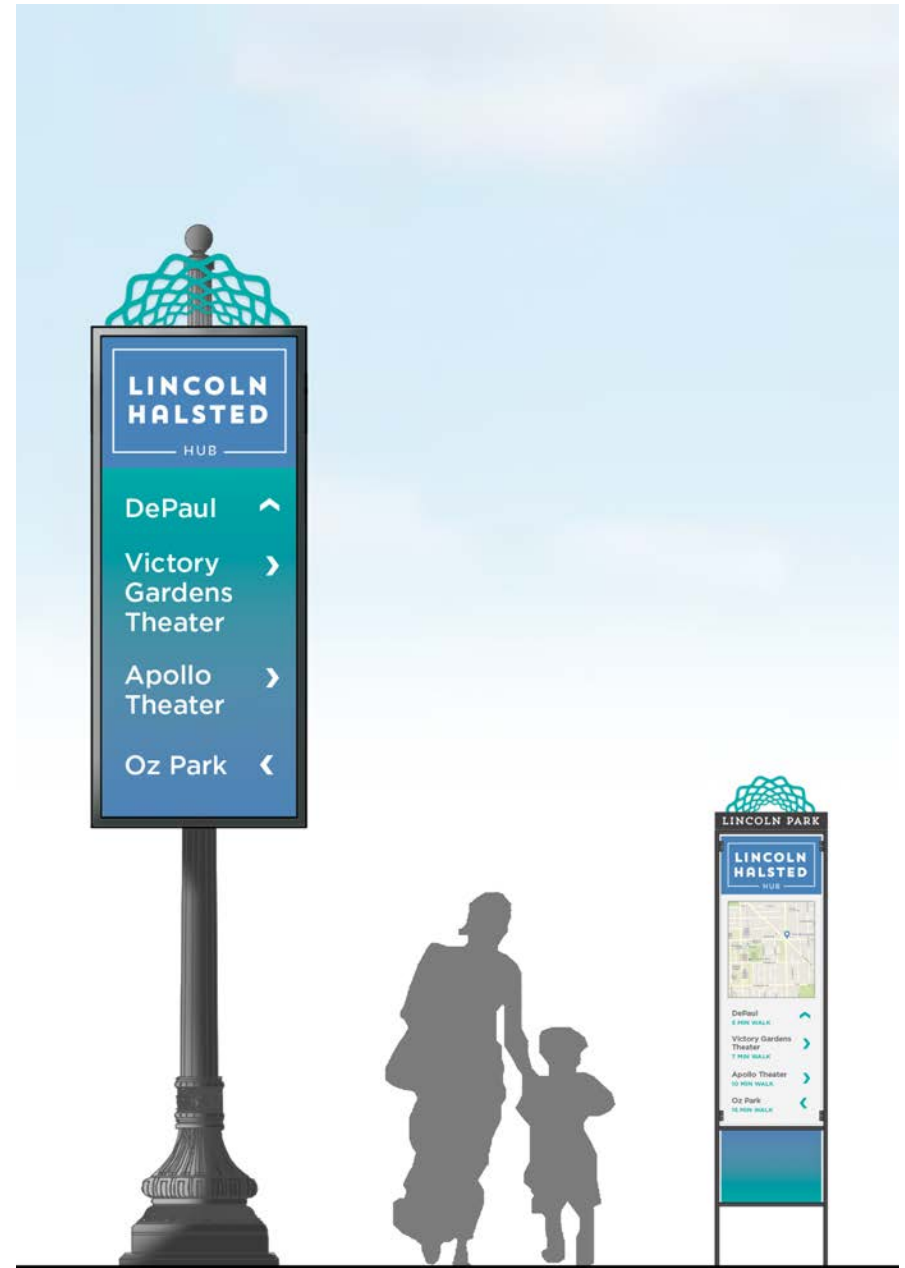 LINCOLN
HALSTED
HUB
DePaul
Victory
Gardens
Theater
Apollo
Theater
Oz Park
LINCOLN PARK
LINCOLN
HALSTED
HUB
DePaul
Victory Gardens
Theater
7 MIN WALK
Apollo Theater
10 MIN WALK
Oz Park
MIN WALK